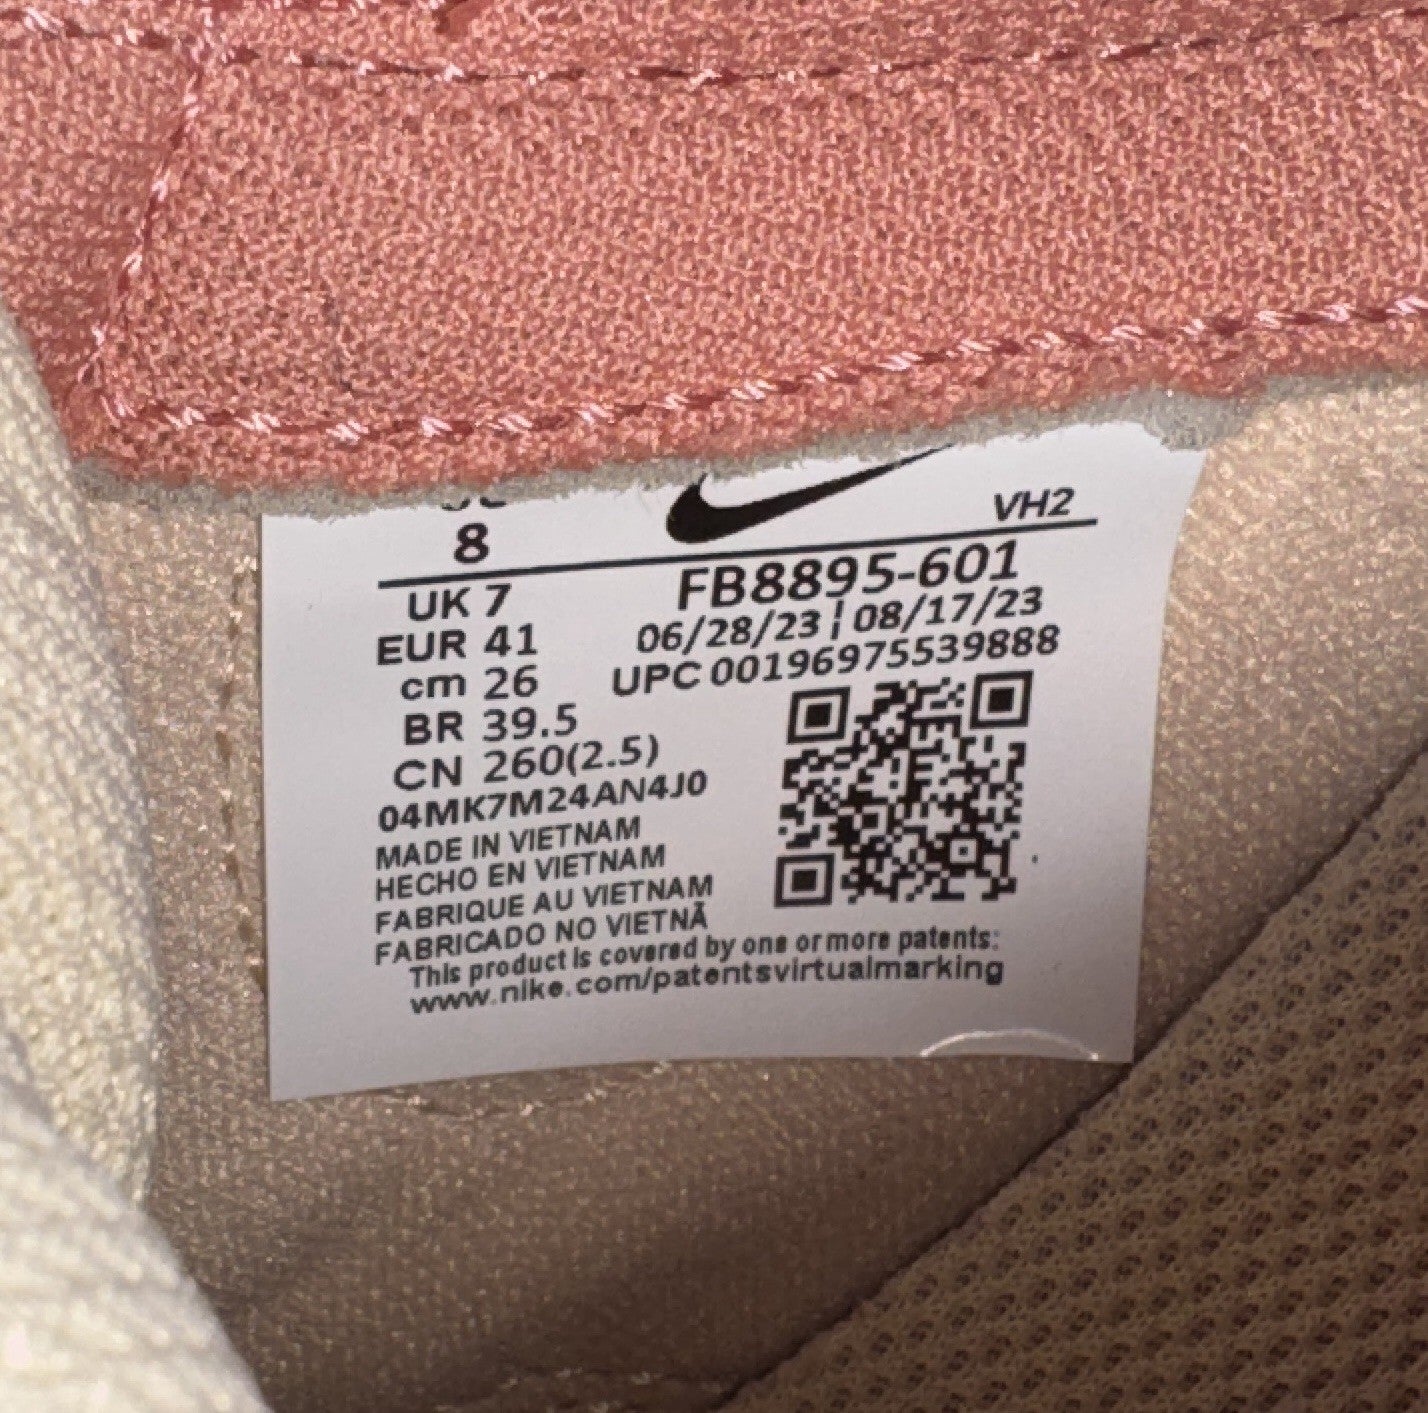 8
VH2
UK 7
EUR 41
cm 26
BR 39.5
CN 260(2.5)
FB8895-601
06/28/23 | 08/17/23
UPC 00196975539888
04MK7M24AN4J0
MADE IN VIETNAM
HECHO EN VIETNAM
FABRIQUE AU VIETNAM
FABRICADO NO VIETNÃ
This product is covered by one or more patents:
www.nike.com/patentsvirtualmarking